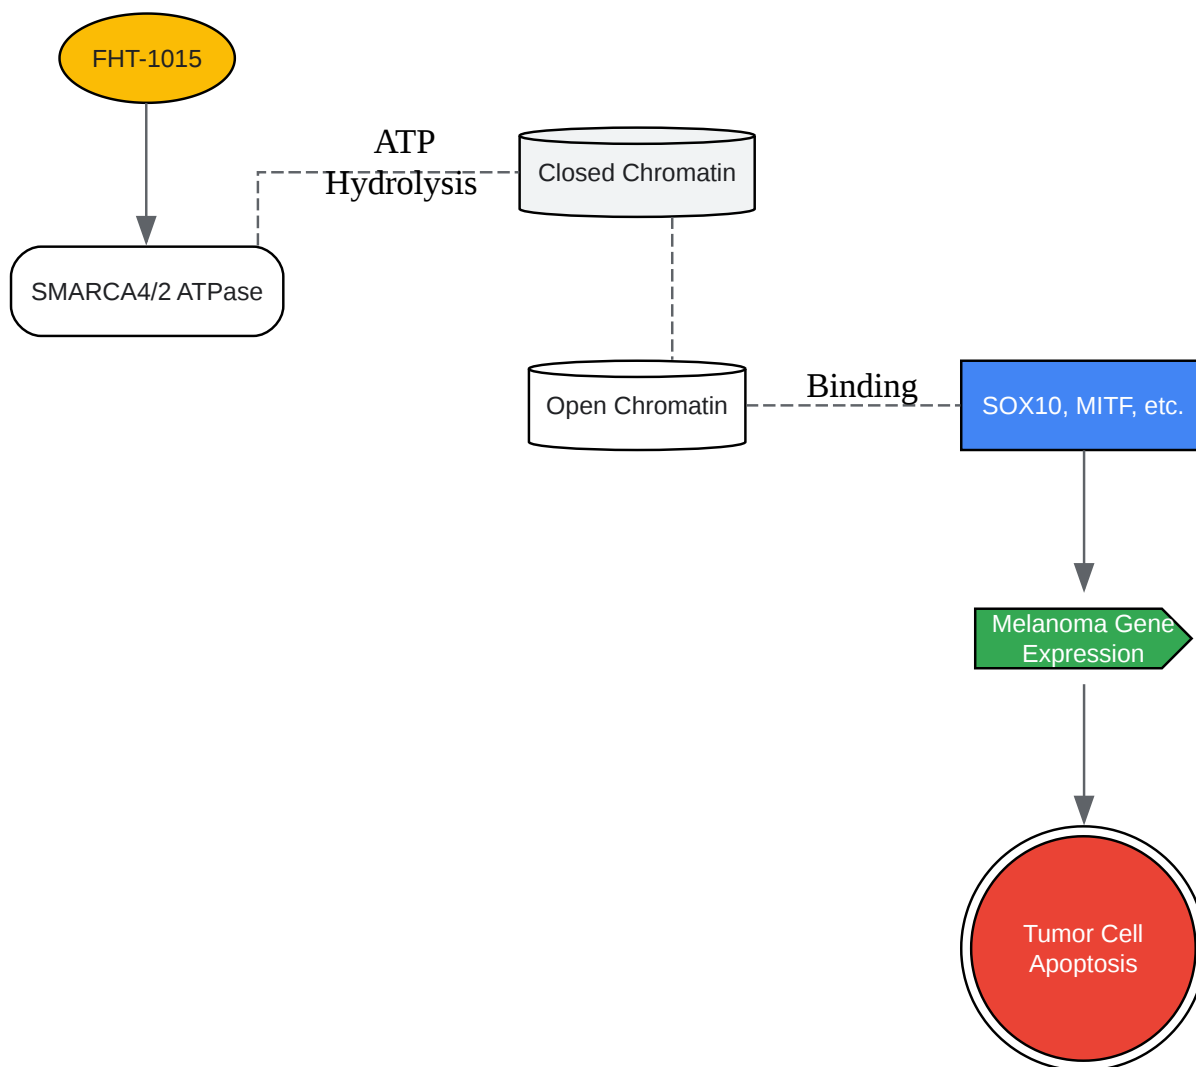 FHT-1015
ATP
Hydrolysis
Closed Chromatin
SMARCA4/2 ATPase
Open Chromatin
Binding
SOX10, MITF, etc.
Melanoma Gene
Expression
Tumor Cell
Apoptosis